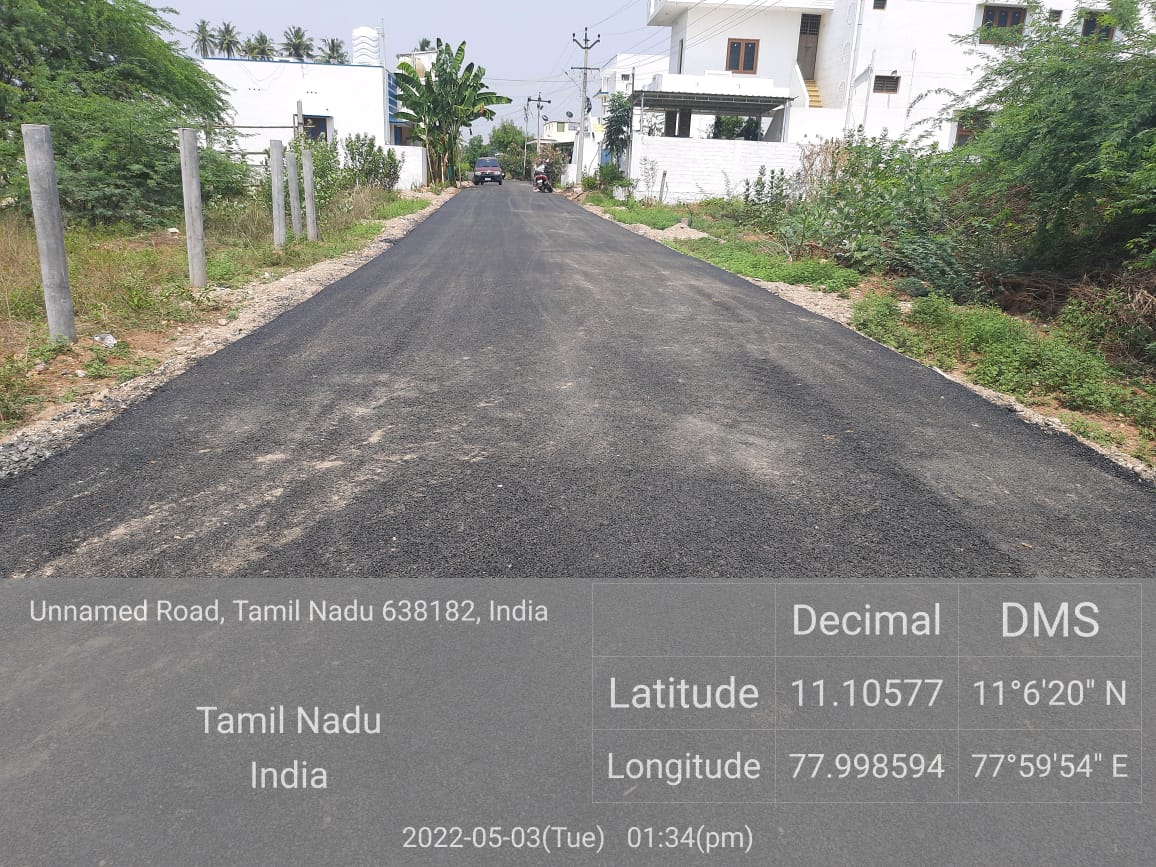 Unnamed Road, Tamil Nadu 638182, India
Tamil Nadu
India
Decimal DMS
Latitude 11.10577 11°6'20" N
Longitude 77.998594 77°59'54" E
2022-05-03(Tue) 01:34(pm)